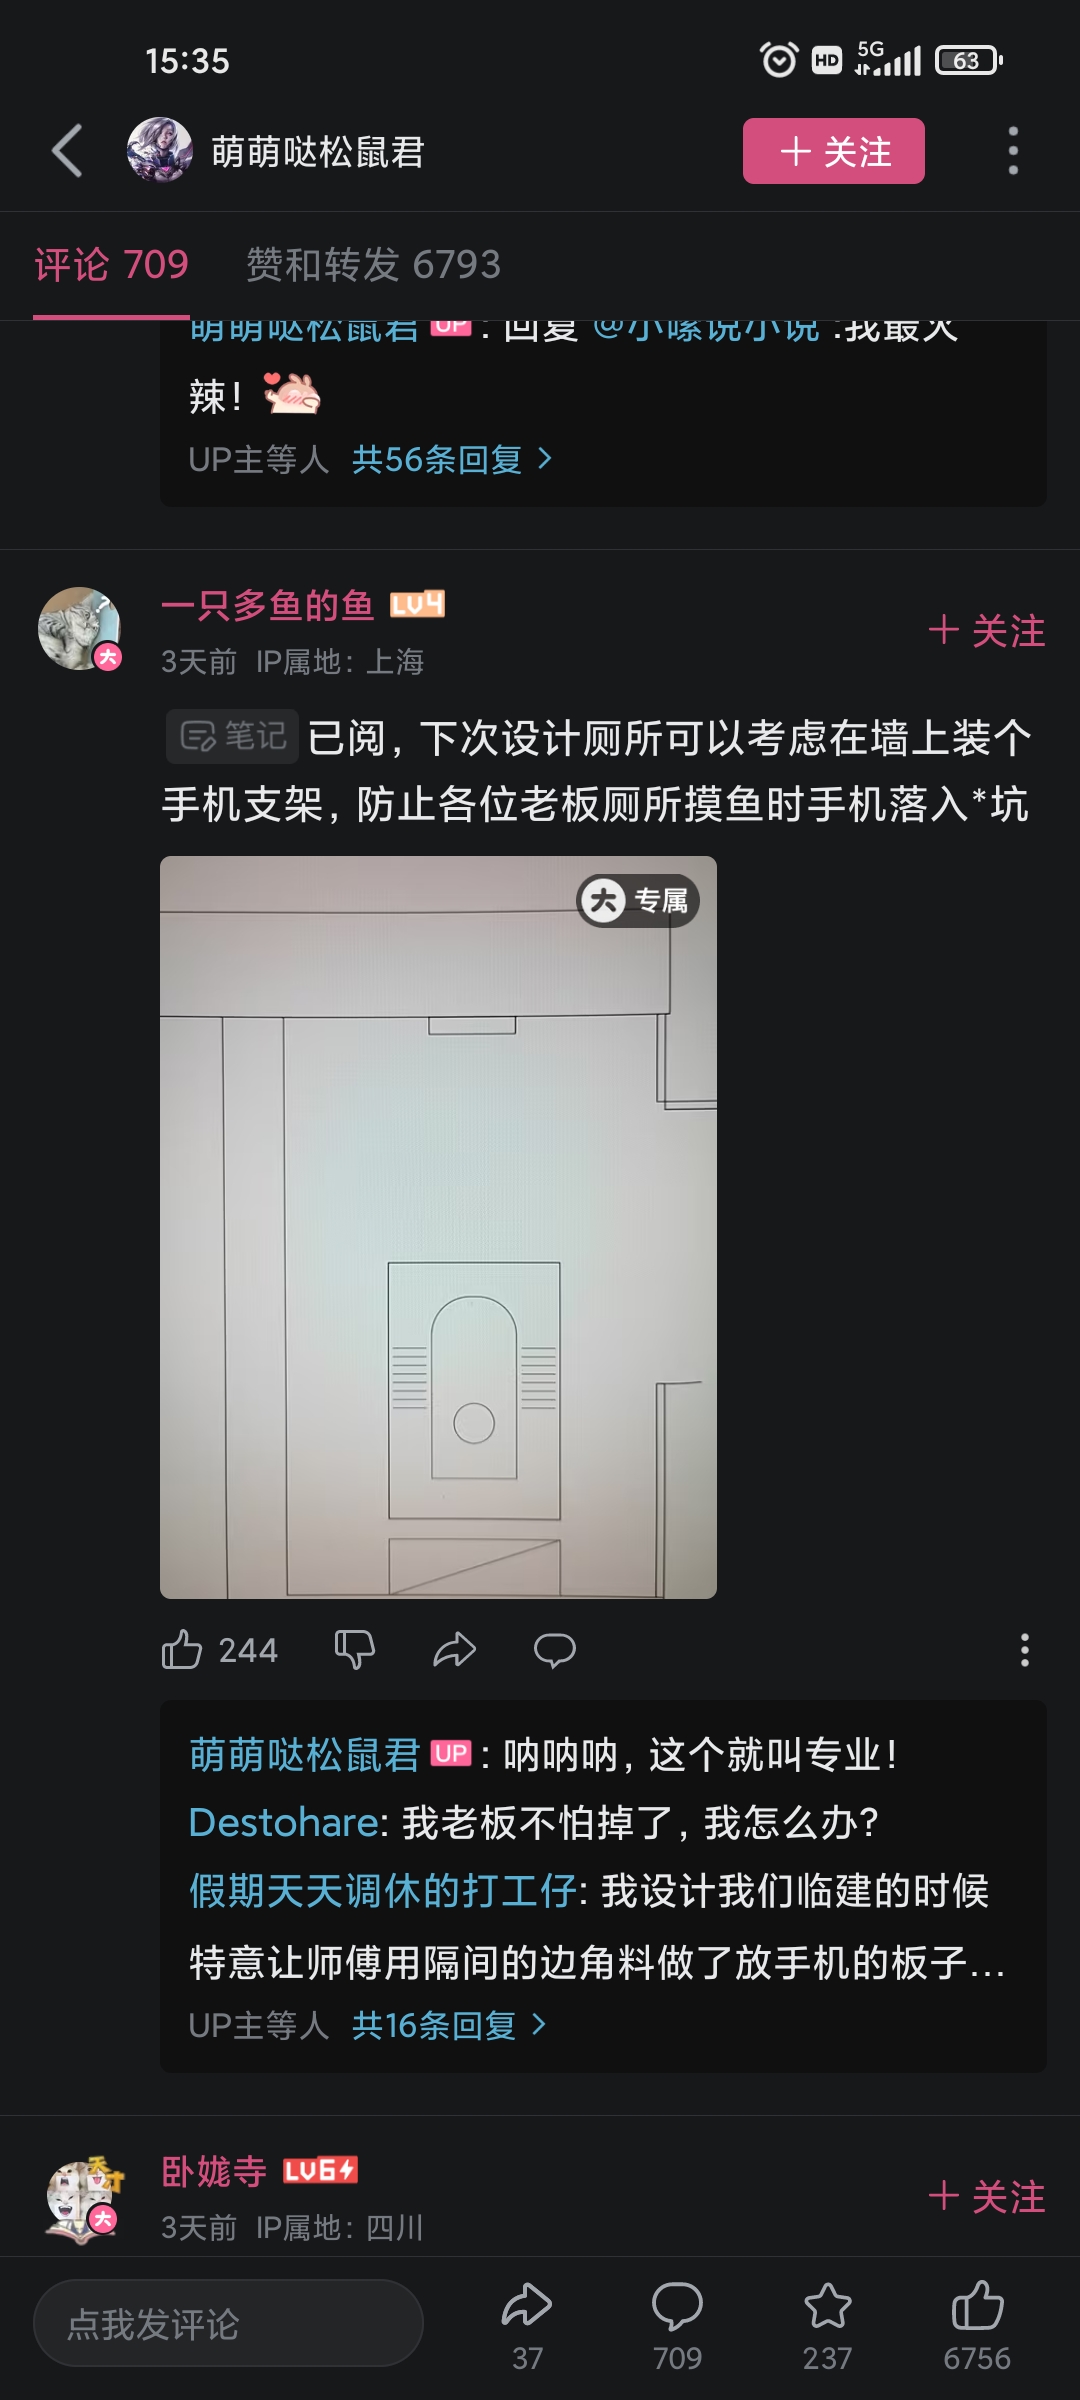 15:35
HD 5G 63
萌萌哒松鼠君
+ 关注
评论 709 赞和转发 6793
萌萌哒松鼠君 UP : 回复 @小嗦说小说 :我最火
辣!
UP主等人 共56条回复 >
一只多鱼的鱼 LV4
+ 关注
3天前 IP属地：上海
笔记 已阅，下次设计厕所可以考虑在墙上装个
手机支架，防止各位老板厕所摸鱼时手机落入*坑
大 专属
244
萌萌哒松鼠君 UP : 呐呐呐，这个就叫专业!
Destohare: 我老板不怕掉了，我怎么办?
假期天天调休的打工仔: 我设计我们临建的时候
特意让师傅用隔间的边角料做了放手机的板子...
UP主等人 共16条回复 >
卧娏寺 LV6
+ 关注
3天前 IP属地：四川
点我发评论
37 709 237 6756